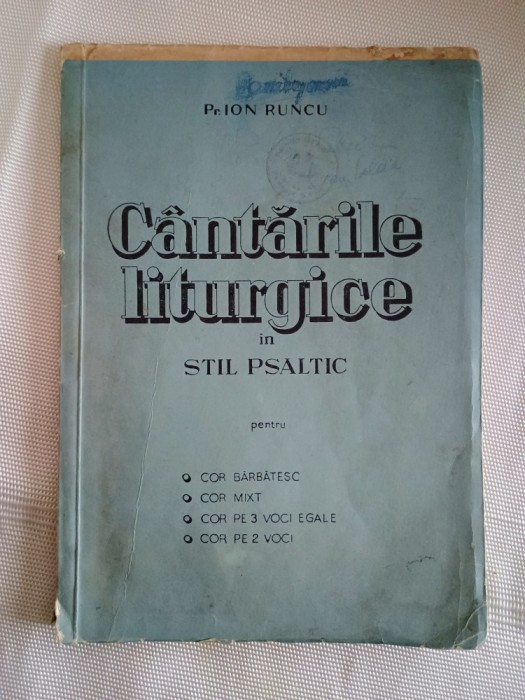 Pr. ION RUNCU
Cântările
liturgice
în
STIL PSALTIC
pentru
COR BĂRBĂTESC
COR MIXT
COR PE 3 VOCI EGALE
COR PE 2 VOCI